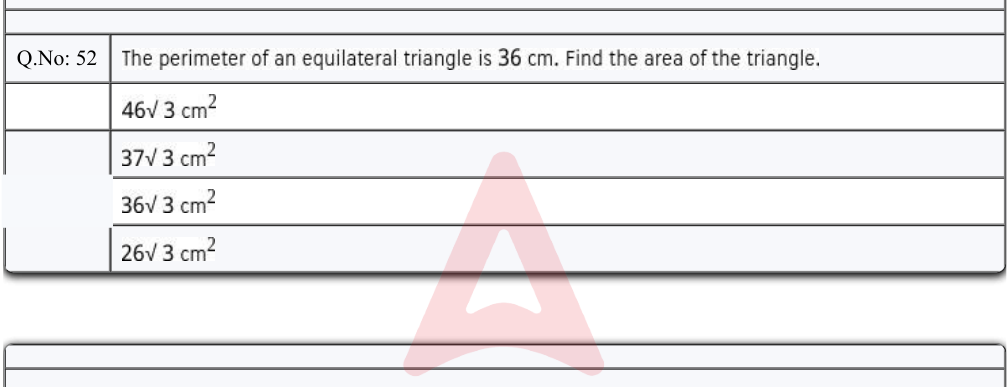 Q.No: 52 The perimeter of an equilateral triangle is 36 cm. Find the area of the triangle.
46√ 3 cm²
37√ 3 cm²
36√ 3 cm²
26√ 3 cm²